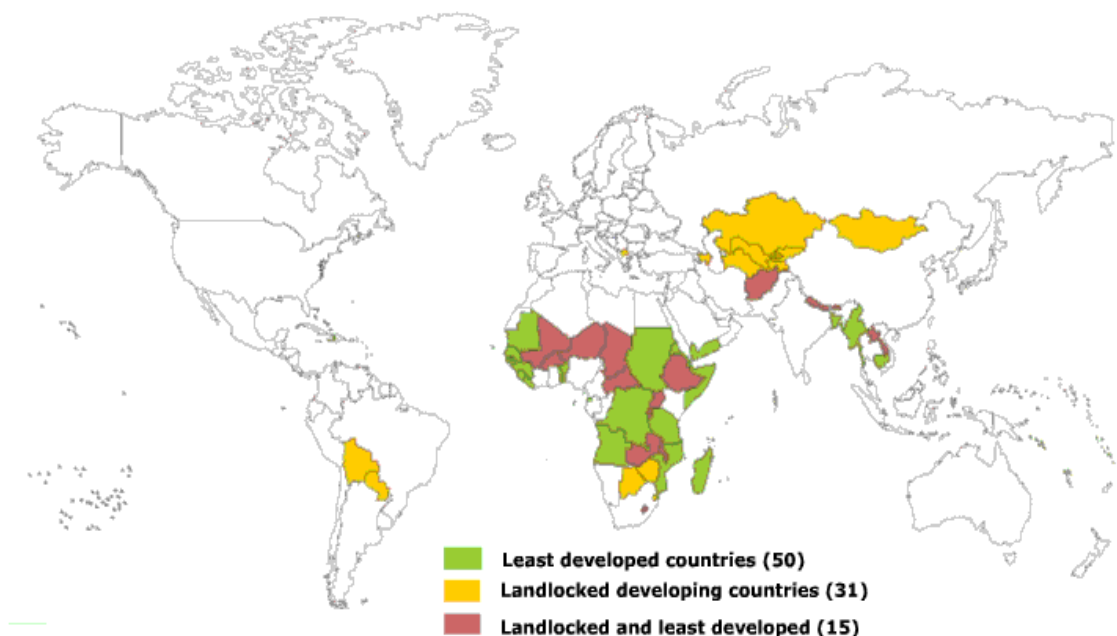 Least developed countries (50)
Landlocked developing countries (31)
Landlocked and least developed (15)